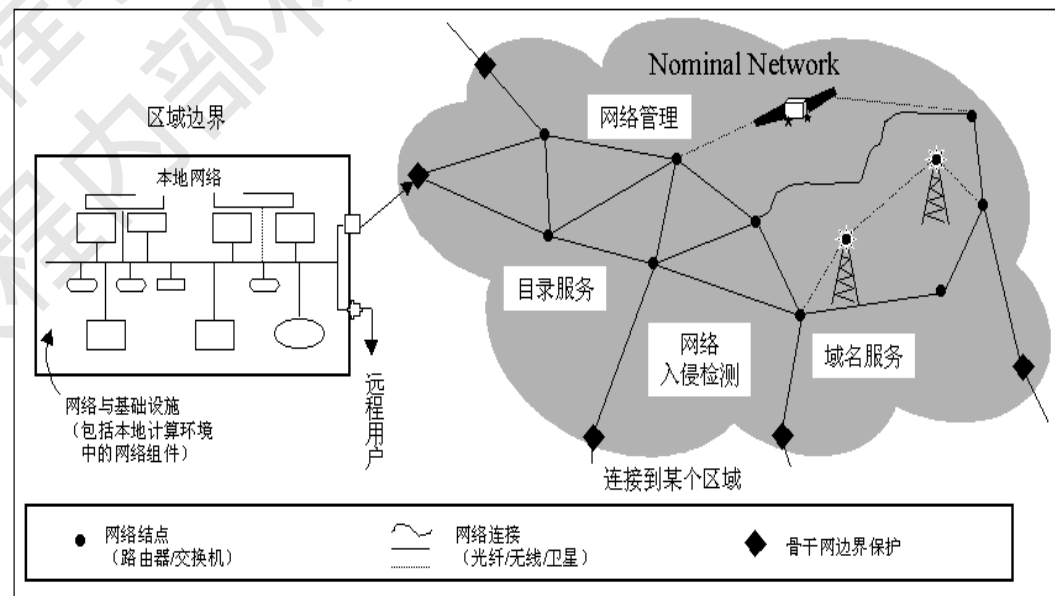 Nominal Network
网络管理
区域边界
本地网络
目录服务
网络
入侵检测
域名服务
网络与基础设施
（包括本地计算环境
中的网络组件）
远程用户
连接到某个区域
网络结点
（路由器/交换机）
网络连接
（光纤/无线/卫星）
骨干网边界保护